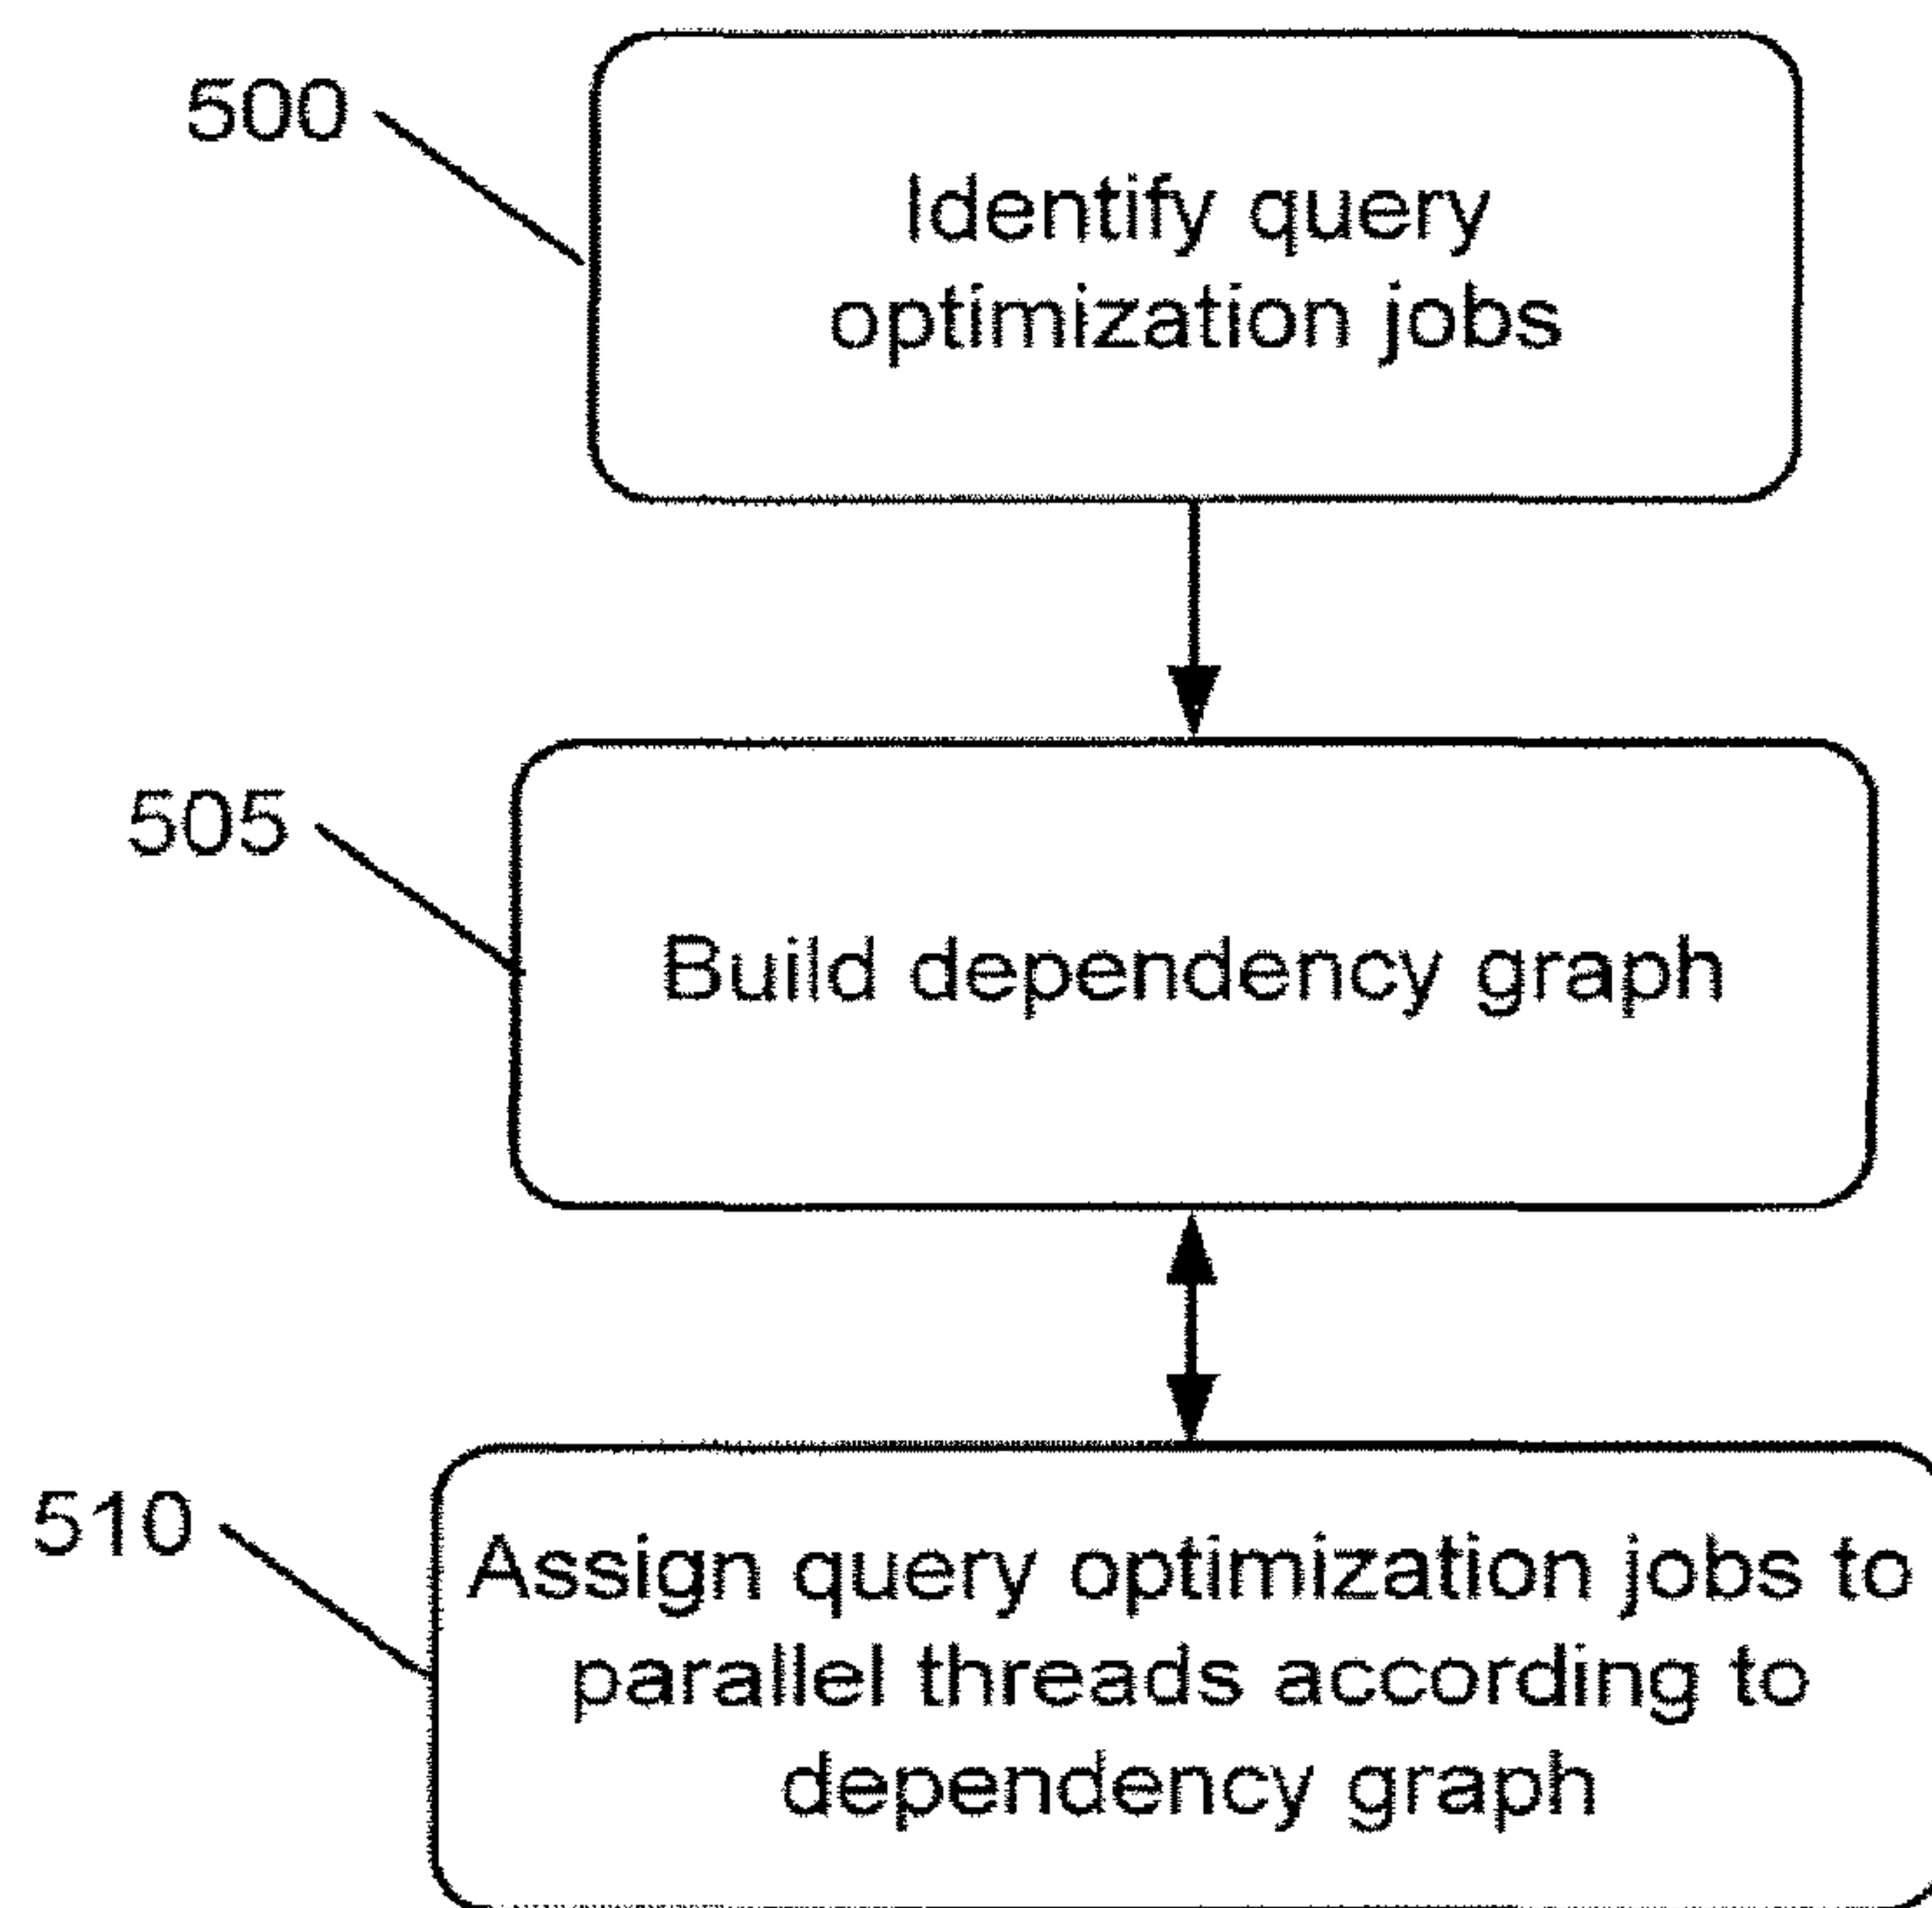 500
Identify query
optimization jobs
505
Build dependency graph
510
Assign query optimization jobs to
parallel threads according to
dependency graph